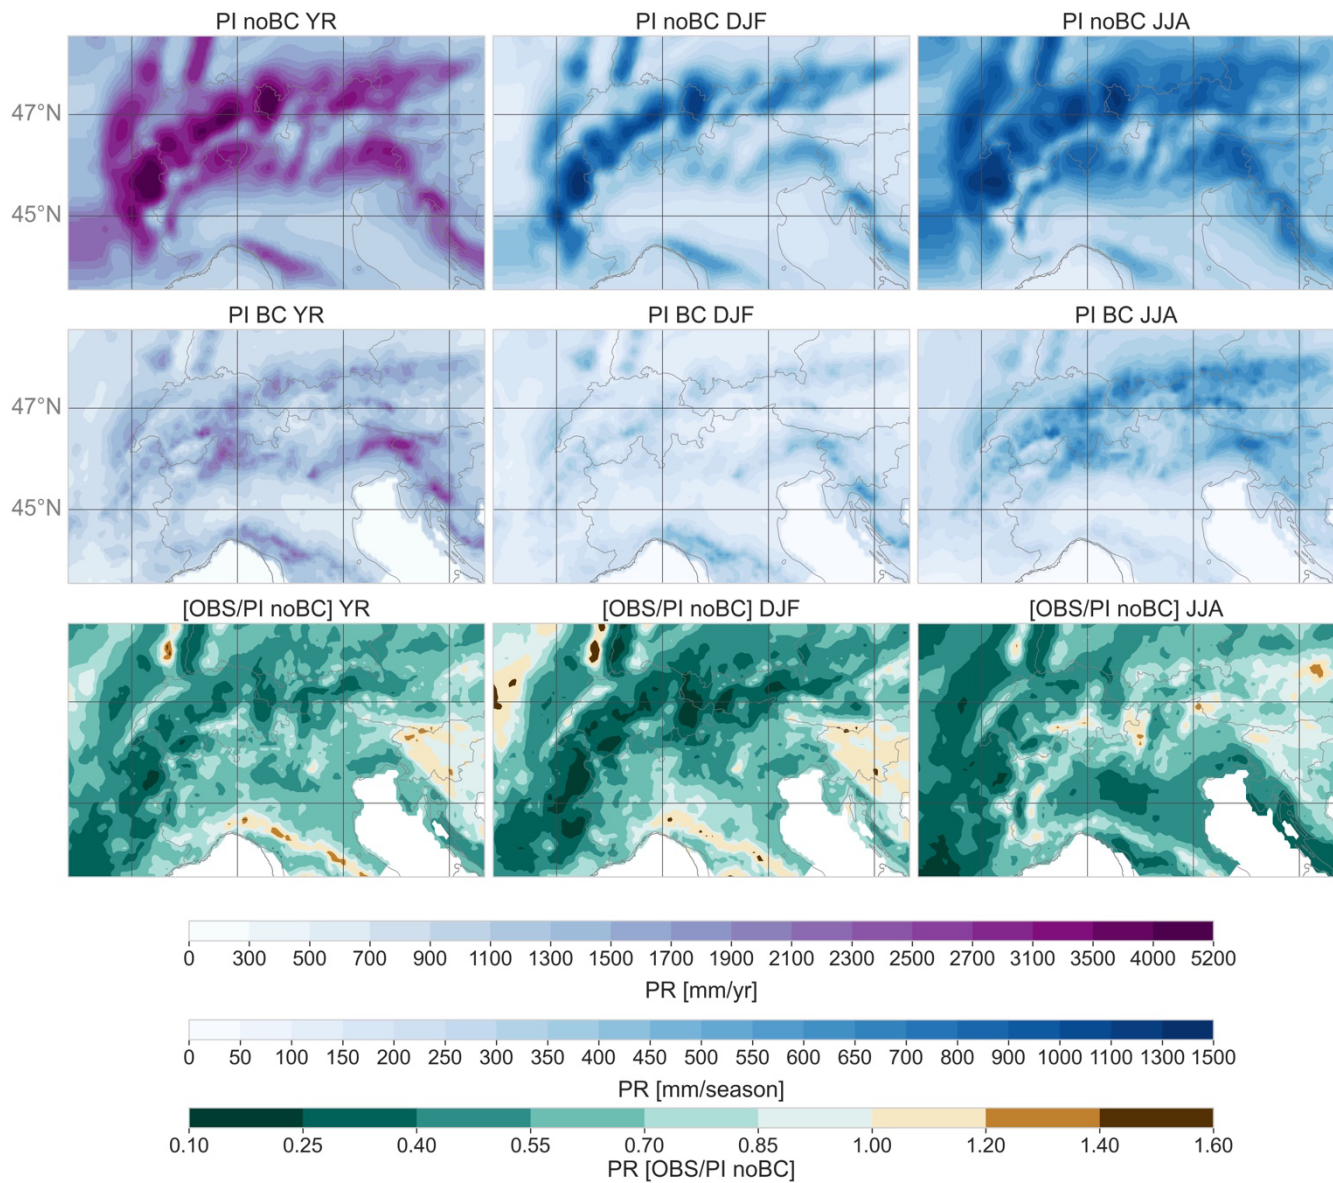 PI noBC YR PI noBC DJF PI noBC JJA
47°N
45°N
PI BC YR PI BC DJF PI BC JJA
47°N
45°N
[OBS/PI noBC] YR [OBS/PI noBC] DJF [OBS/PI noBC] JJA
0 300 500 700 900 1100 1300 1500 1700 1900 2100 2300 2500 2700 3100 3500 4000 5200
PR [mm/yr]
0 50 100 150 200 250 300 350 400 450 500 550 600 650 700 800 900 1000 1100 1300 1500
PR [mm/season]
0.10 0.25 0.40 0.55 0.70 0.85 1.00 1.20 1.40 1.60
PR [OBS/PI noBC]